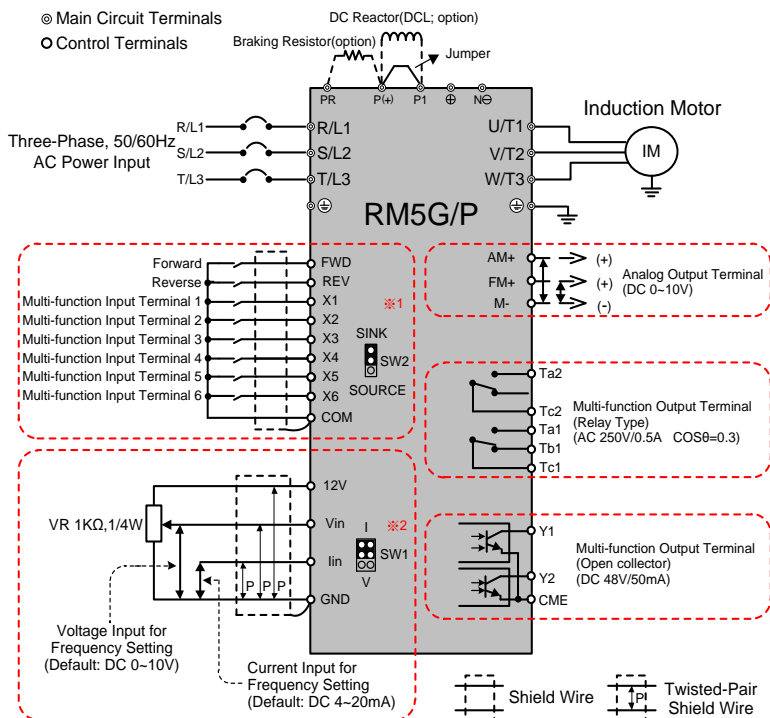 ◎ Main Circuit Terminals
○ Control Terminals
DC Reactor(DCL; option)
Braking Resistor(option)
Jumper
PR
P(+)
P1
⊕
N⊖
Three-Phase, 50/60Hz
AC Power Input
R/L1
S/L2
T/L3
R/L1
S/L2
T/L3
U/T1
V/T2
W/T3
Induction Motor
IM
RM5G/P
Forward
Reverse
Multi-function Input Terminal 1
Multi-function Input Terminal 2
Multi-function Input Terminal 3
Multi-function Input Terminal 4
Multi-function Input Terminal 5
Multi-function Input Terminal 6
FWD
REV
X1
X2
X3
X4
X5
X6
COM
※1
SINK
SW2
SOURCE
AM+
FM+
M-
(+)
(+)
(-)
Analog Output Terminal
(DC 0~10V)
Ta2
Tc2
Ta1
Tb1
Tc1
Multi-function Output Terminal
(Relay Type)
(AC 250V/0.5A COSθ=0.3)
VR 1KΩ,1/4W
12V
Vin
Iin
GND
P
P
P
※2
I
SW1
V
Voltage Input for
Frequency Setting
(Default: DC 0~10V)
Current Input for
Frequency Setting
(Default: DC 4~20mA)
Y1
Y2
CME
Multi-function Output Terminal
(Open collector)
(DC 48V/50mA)
Shield Wire
P
Twisted-Pair
Shield Wire